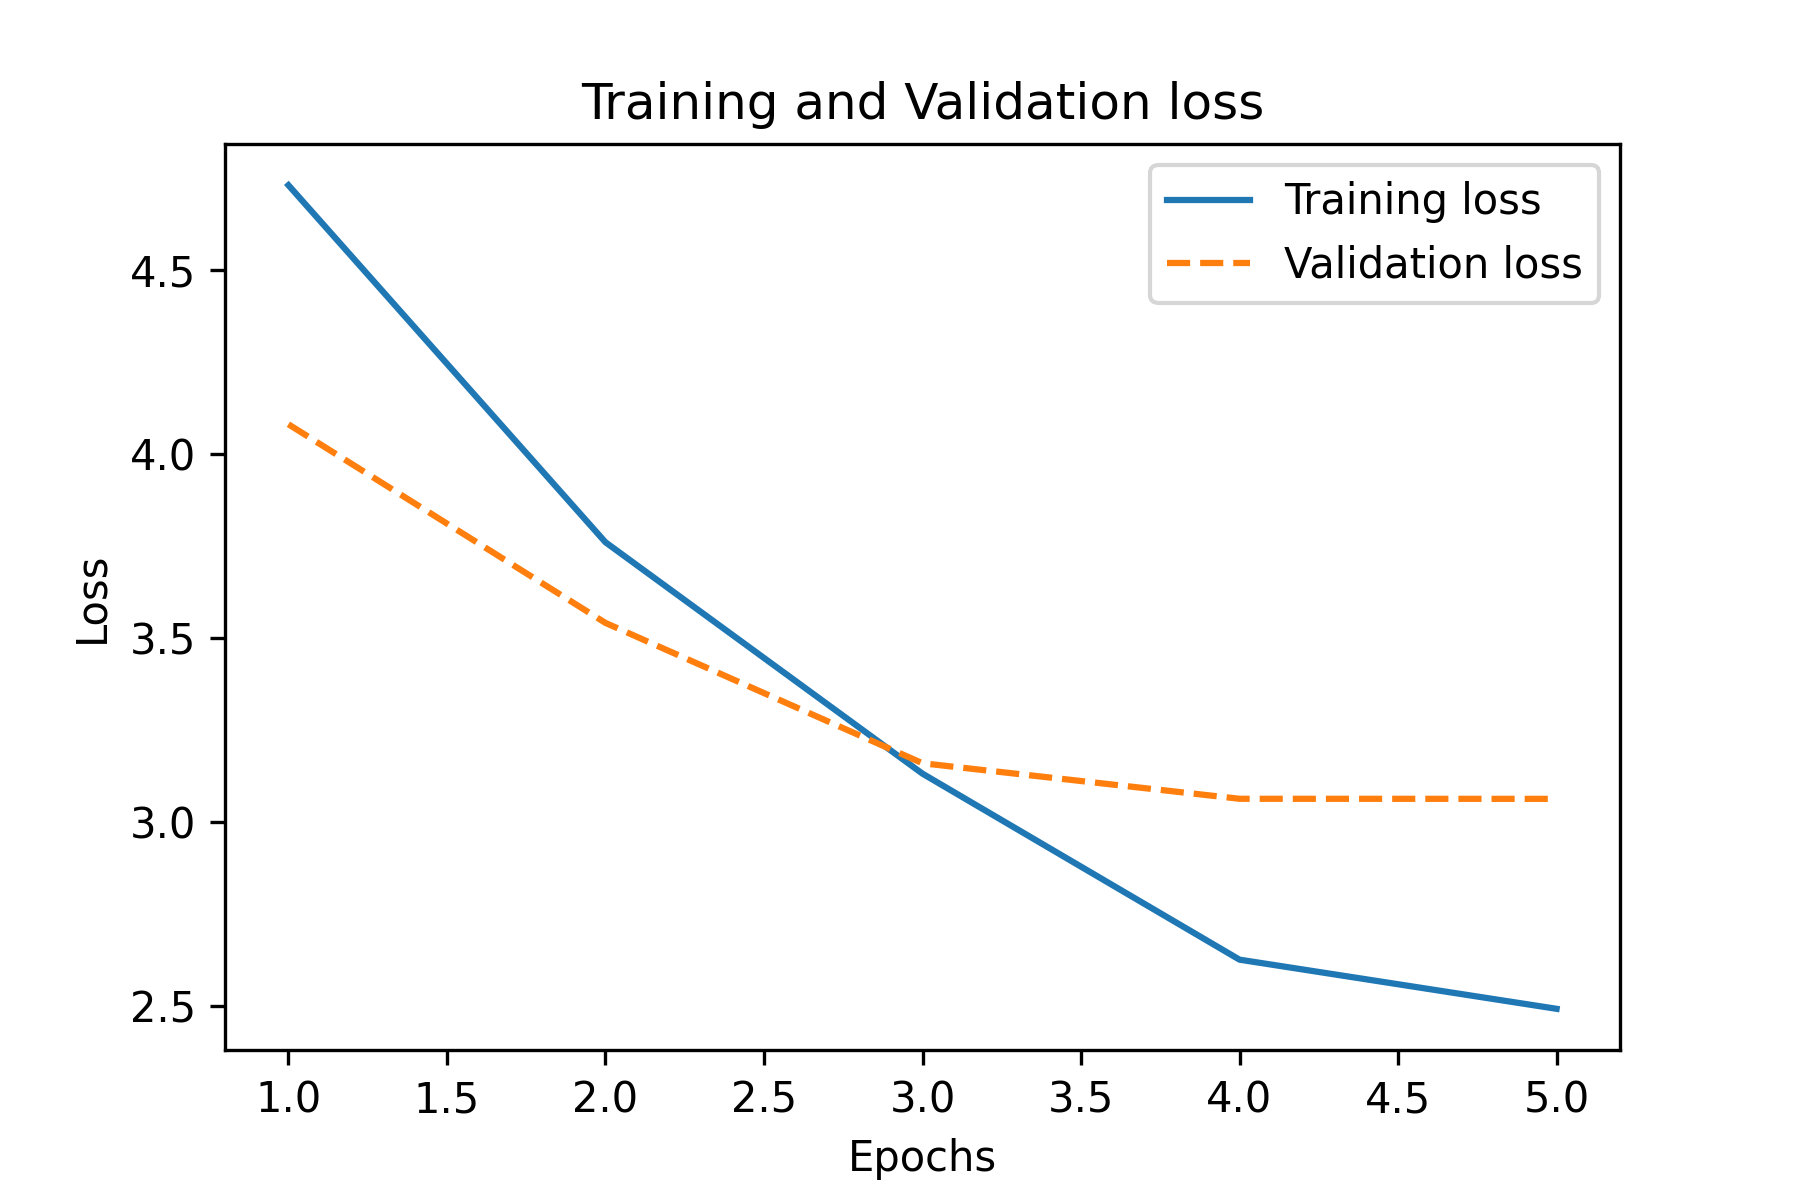 Training and Validation loss
Training loss
Validation loss
4.5
4.0
3.5
3.0
2.5
Loss
1.0 1.5 2.0 2.5 3.0 3.5 4.0 4.5 5.0
Epochs